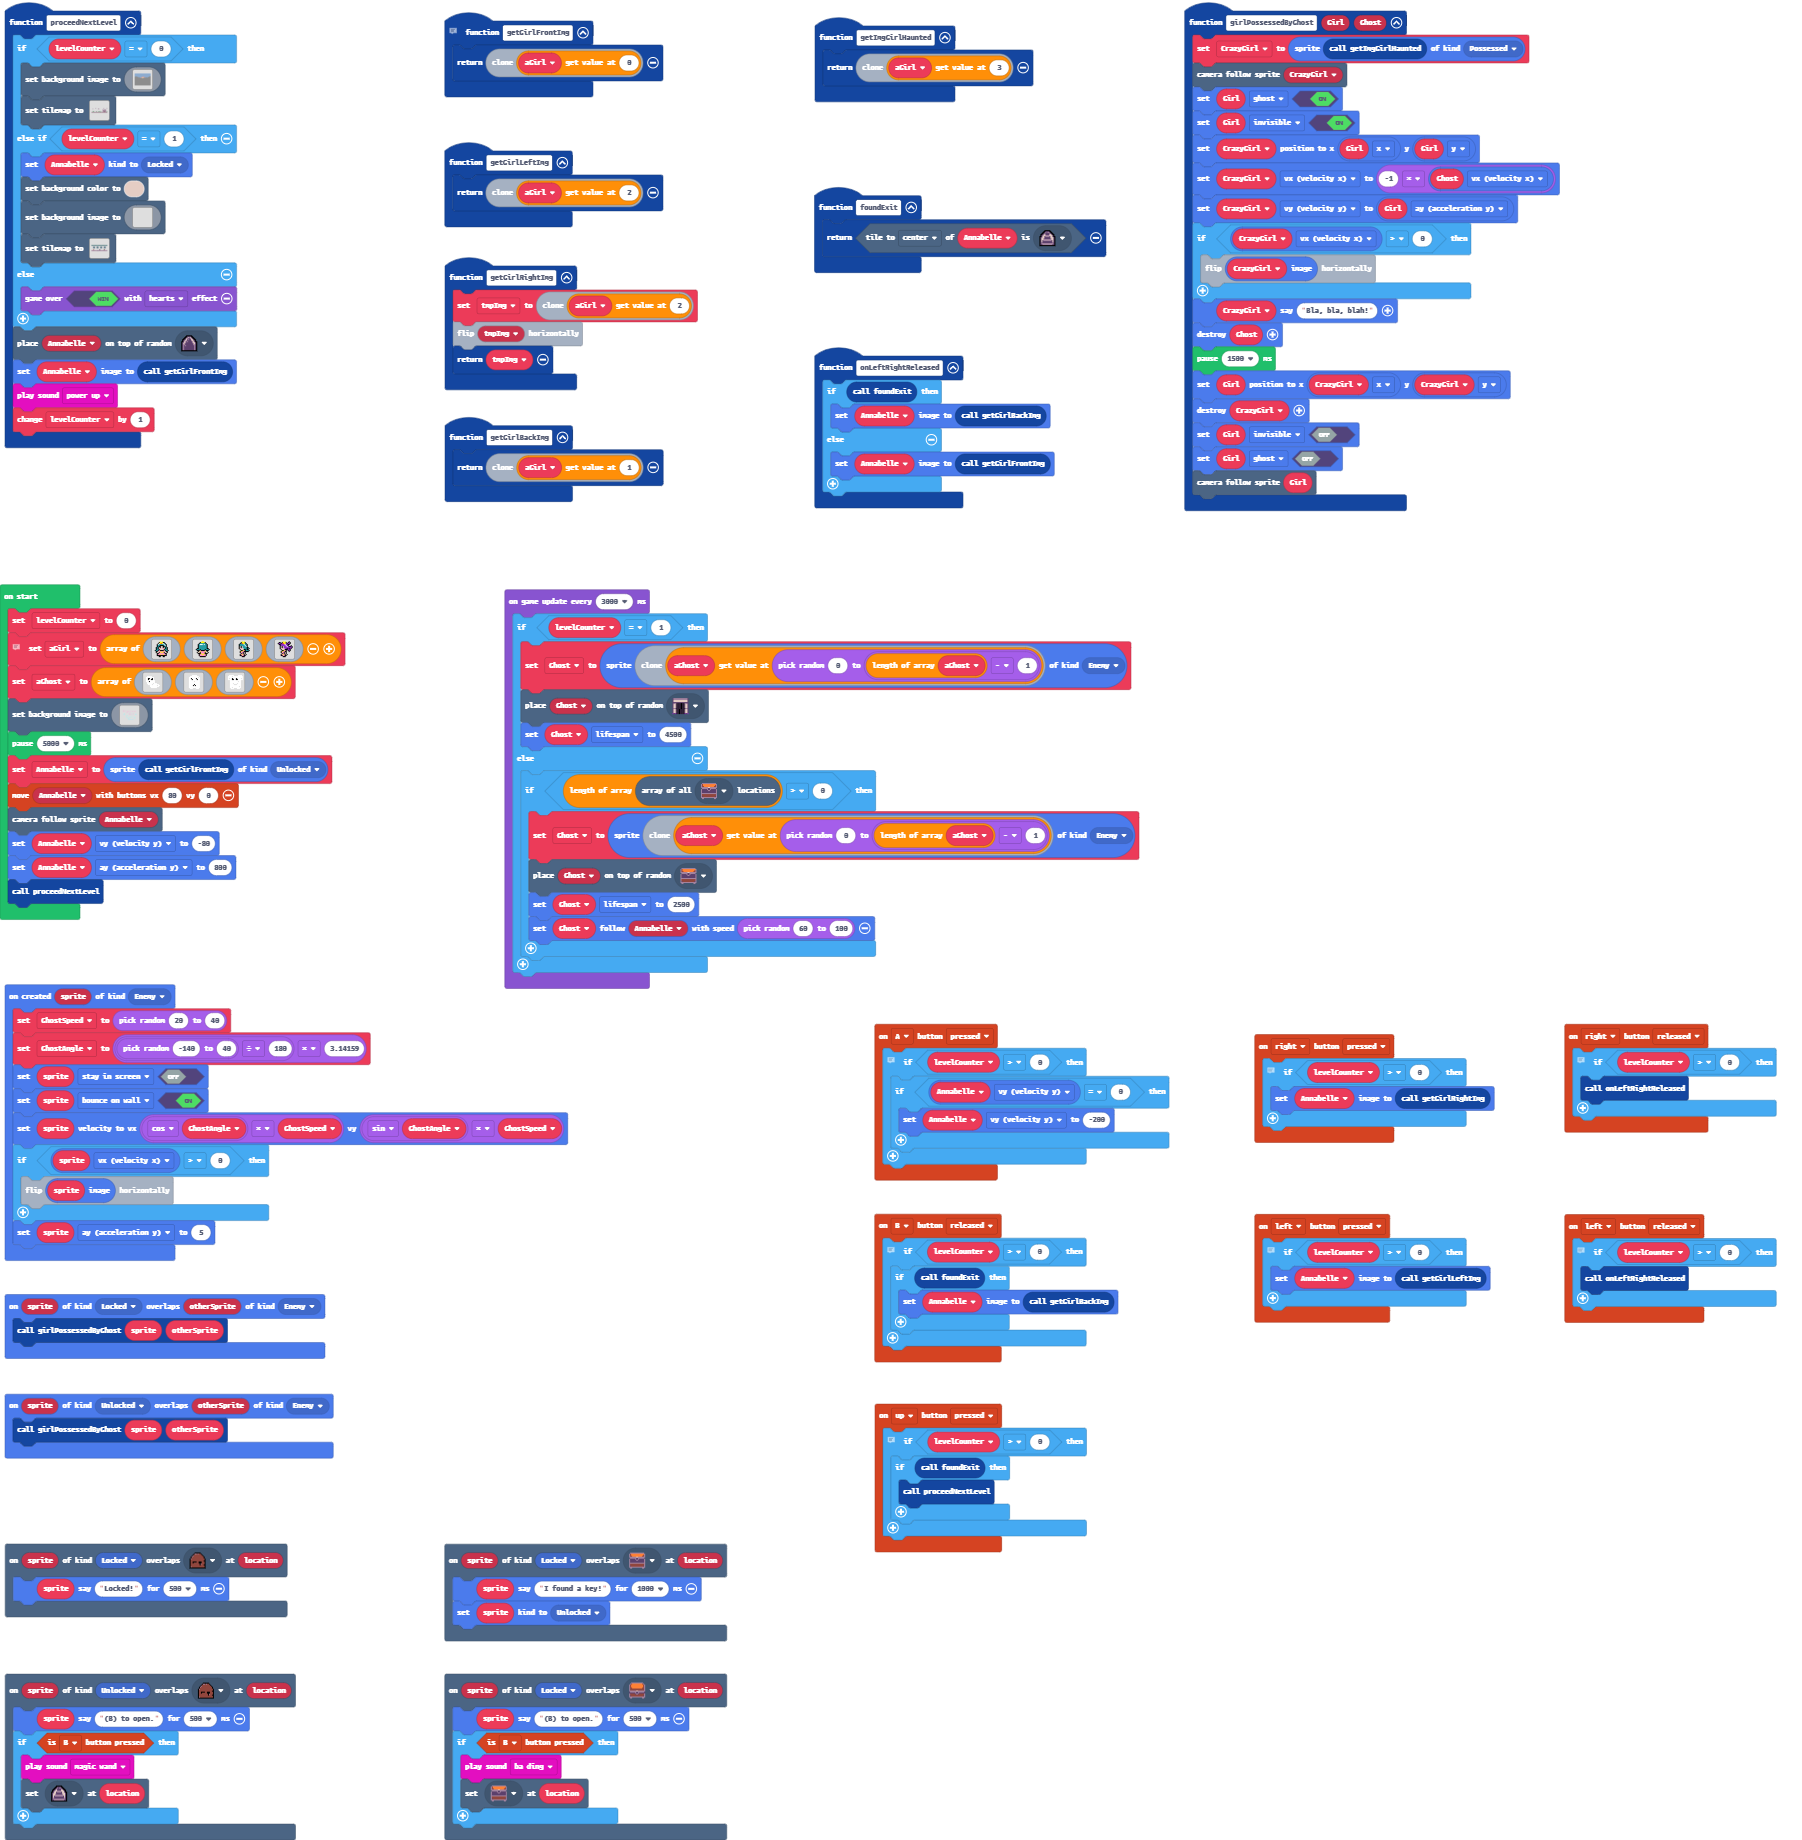 function proceedNextLevel
if levelCounter = 0 then
set background image to
set tilemap to
else if levelCounter = 1 then
set Annabelle kind to Locked
set background color to
set background image to
set tilemap to
else
game over WIN with hearts effect
place Annabelle on top of random
set Annabelle image to call getGirlFrontImg
play sound power up
change levelCounter by 1
function getGirlFrontImg
return clone aGirl get value at 0
function getGirlLeftImg
return clone aGirl get value at 2
function getGirlRightImg
set tmpImg to clone aGirl get value at 2
flip tmpImg horizontally
return tmpImg
function getGirlBackImg
return clone aGirl get value at 1
function getImgGirlHaunted
return clone aGirl get value at 3
function foundExit
return tile to center of Annabelle is
function onLeftRightReleased
if call foundExit then
set Annabelle image to call getGirlBackImg
else
set Annabelle image to call getGirlFrontImg
function girlPossessedByGhost Girl Ghost
set CrazyGirl to sprite call getImgGirlHaunted of kind Possessed
camera follow sprite CrazyGirl
set Girl ghost ON
set Girl invisible ON
set CrazyGirl position to x Girl x y Girl y
set CrazyGirl vx (velocity x) to -1 × Ghost vx (velocity x)
set CrazyGirl vy (velocity y) to Girl ay (acceleration y)
if CrazyGirl vx (velocity x) > 0 then
flip CrazyGirl image horizontally
CrazyGirl say "Bla, bla, blah!"
destroy Ghost
pause 1500 ms
set Girl position to x CrazyGirl x y CrazyGirl y
destroy CrazyGirl
set Girl invisible OFF
set Girl ghost OFF
camera follow sprite Girl
on start
set levelCounter to 0
set aGirl to array of
set aGhost to array of
set background image to
pause 5000 ms
set Annabelle to sprite call getGirlFrontImg of kind Unlocked
move Annabelle with buttons vx 80 vy 0
camera follow sprite Annabelle
set Annabelle vy (velocity y) to -80
set Annabelle ay (acceleration y) to 800
call proceedNextLevel
on game update every 3000 ms
if levelCounter = 1 then
set Ghost to sprite clone aGhost get value at pick random 0 to length of array aGhost - 1 of kind Enemy
place Ghost on top of random
set Ghost lifespan to 4500
else
if length of array array of all locations > 0 then
set Ghost to sprite clone aGhost get value at pick random 0 to length of array aGhost - 1 of kind Enemy
place Ghost on top of random
set Ghost lifespan to 2500
set Ghost follow Annabelle with speed pick random 60 to 100
on created sprite of kind Enemy
set GhostSpeed to pick random 20 to 40
set GhostAngle to pick random -140 to 40 ÷ 180 × 3.14159
set sprite stay in screen OFF
set sprite bounce on wall ON
set sprite velocity to vx cos GhostAngle × GhostSpeed vy sin GhostAngle × GhostSpeed
if sprite vx (velocity x) > 0 then
flip sprite image horizontally
set sprite ay (acceleration y) to 5
on sprite of kind Locked overlaps otherSprite of kind Enemy
call girlPossessedByGhost sprite otherSprite
on sprite of kind Unlocked overlaps otherSprite of kind Enemy
call girlPossessedByGhost sprite otherSprite
on A button pressed
if levelCounter > 0 then
if Annabelle vy (velocity y) = 0 then
set Annabelle vy (velocity y) to -200
on B button released
if levelCounter > 0 then
if call foundExit then
set Annabelle image to call getGirlBackImg
on up button pressed
if levelCounter > 0 then
if call foundExit then
call proceedNextLevel
on right button pressed
if levelCounter > 0 then
set Annabelle image to call getGirlRightImg
on right button released
if levelCounter > 0 then
call onLeftRightReleased
on left button pressed
if levelCounter > 0 then
set Annabelle image to call getGirlLeftImg
on left button released
if levelCounter > 0 then
call onLeftRightReleased
on sprite of kind Locked overlaps at location
sprite say "Locked!" for 500 ms
on sprite of kind Locked overlaps at location
sprite say "I found a key!" for 1000 ms
set sprite kind to Unlocked
on sprite of kind Unlocked overlaps at location
sprite say "(B) to open." for 500 ms
if is B button pressed then
play sound magic wand
set at location
on sprite of kind Locked overlaps at location
sprite say "(B) to open." for 500 ms
if is B button pressed then
play sound ba ding
set at location